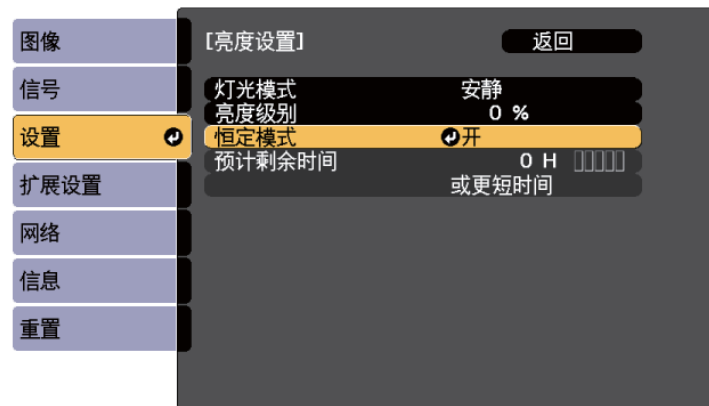 图像
信号
设置
扩展设置
网络
信息
重置
[亮度设置] 返回
灯光模式 安静
亮度级别 0 %
恒定模式 开
预计剩余时间 0 H
或更短时间